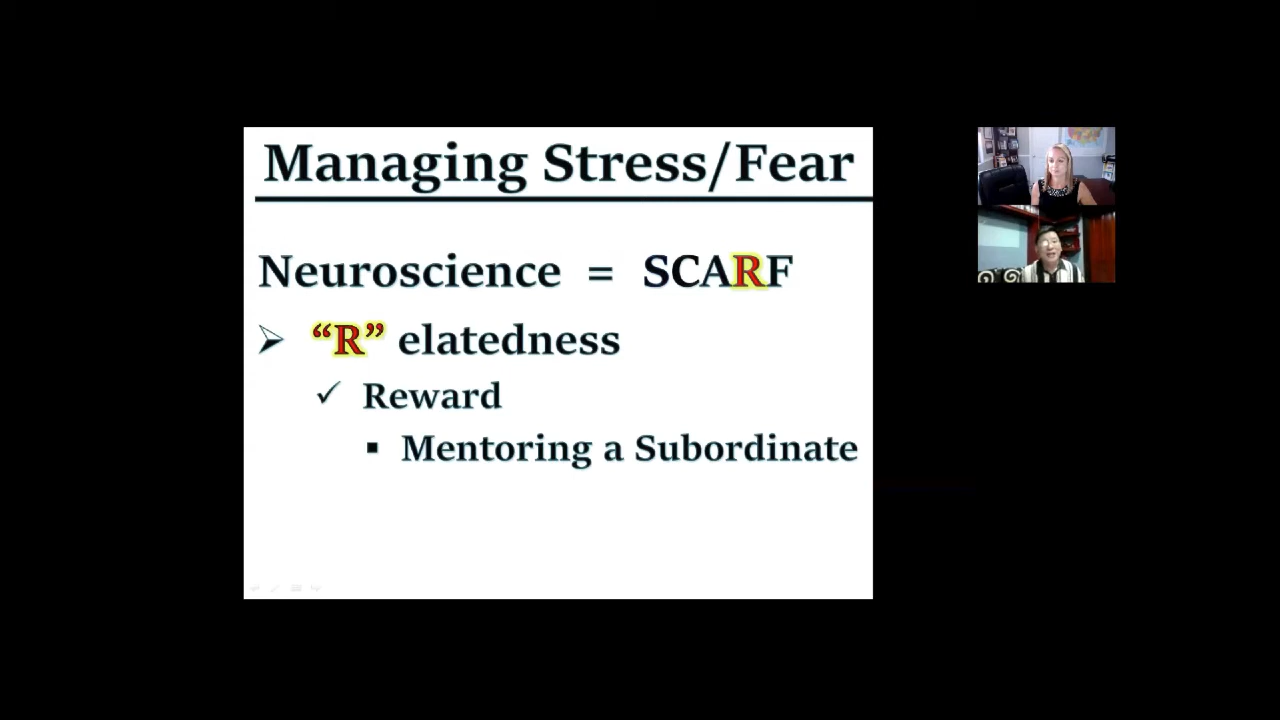 Managing Stress/Fear
Neuroscience = SCARF
➢ “R” elatedness
✓ Reward
▪ Mentoring a Subordinate